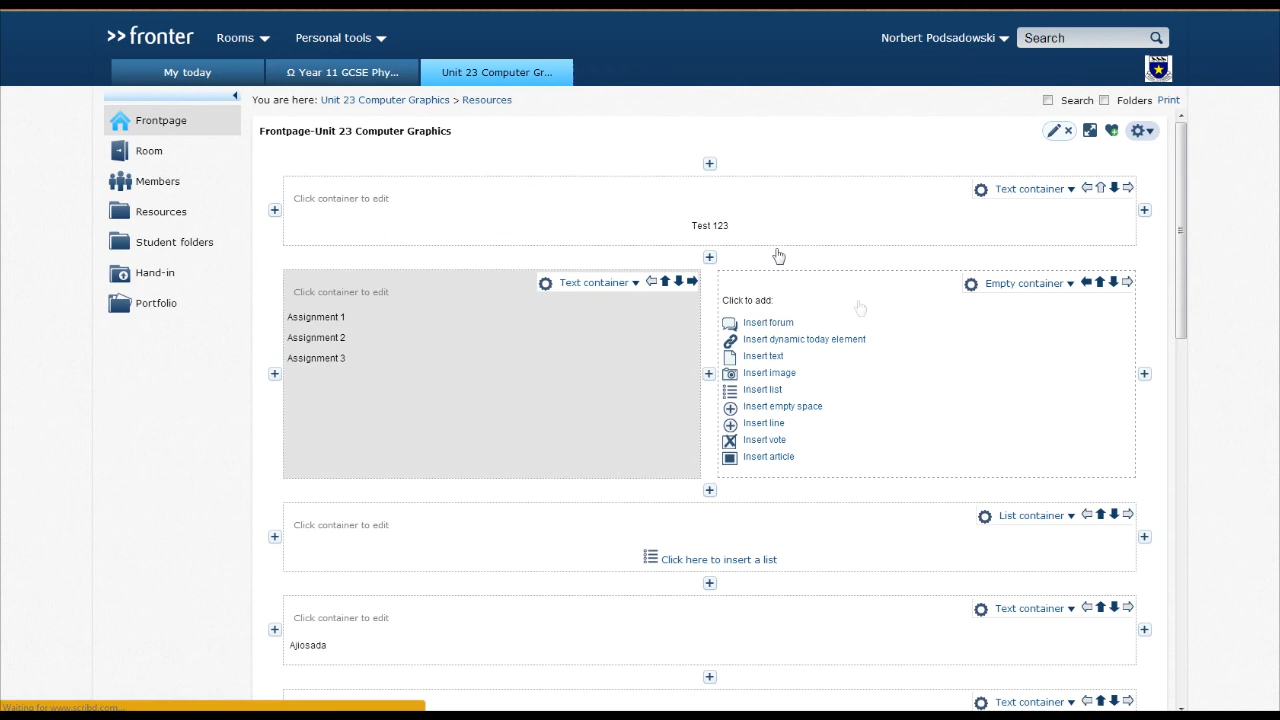 >>fronter
Rooms
Personal tools
Norbert Podsadowski
Search
My today
Ω Year 11 GCSE Phy...
Unit 23 Computer Gr...
You are here: Unit 23 Computer Graphics > Resources
Search
Folders
Print
Frontpage
Room
Members
Resources
Student folders
Hand-in
Portfolio
Frontpage-Unit 23 Computer Graphics
Click container to edit
Text container
Test 123
Click container to edit
Text container
Assignment 1
Assignment 2
Assignment 3
Empty container
Click to add:
Insert forum
Insert dynamic today element
Insert text
Insert image
Insert list
Insert empty space
Insert line
Insert vote
Insert article
Click container to edit
List container
Click here to insert a list
Click container to edit
Text container
Ajiosada
Text container
Waiting for www.scribd.com...